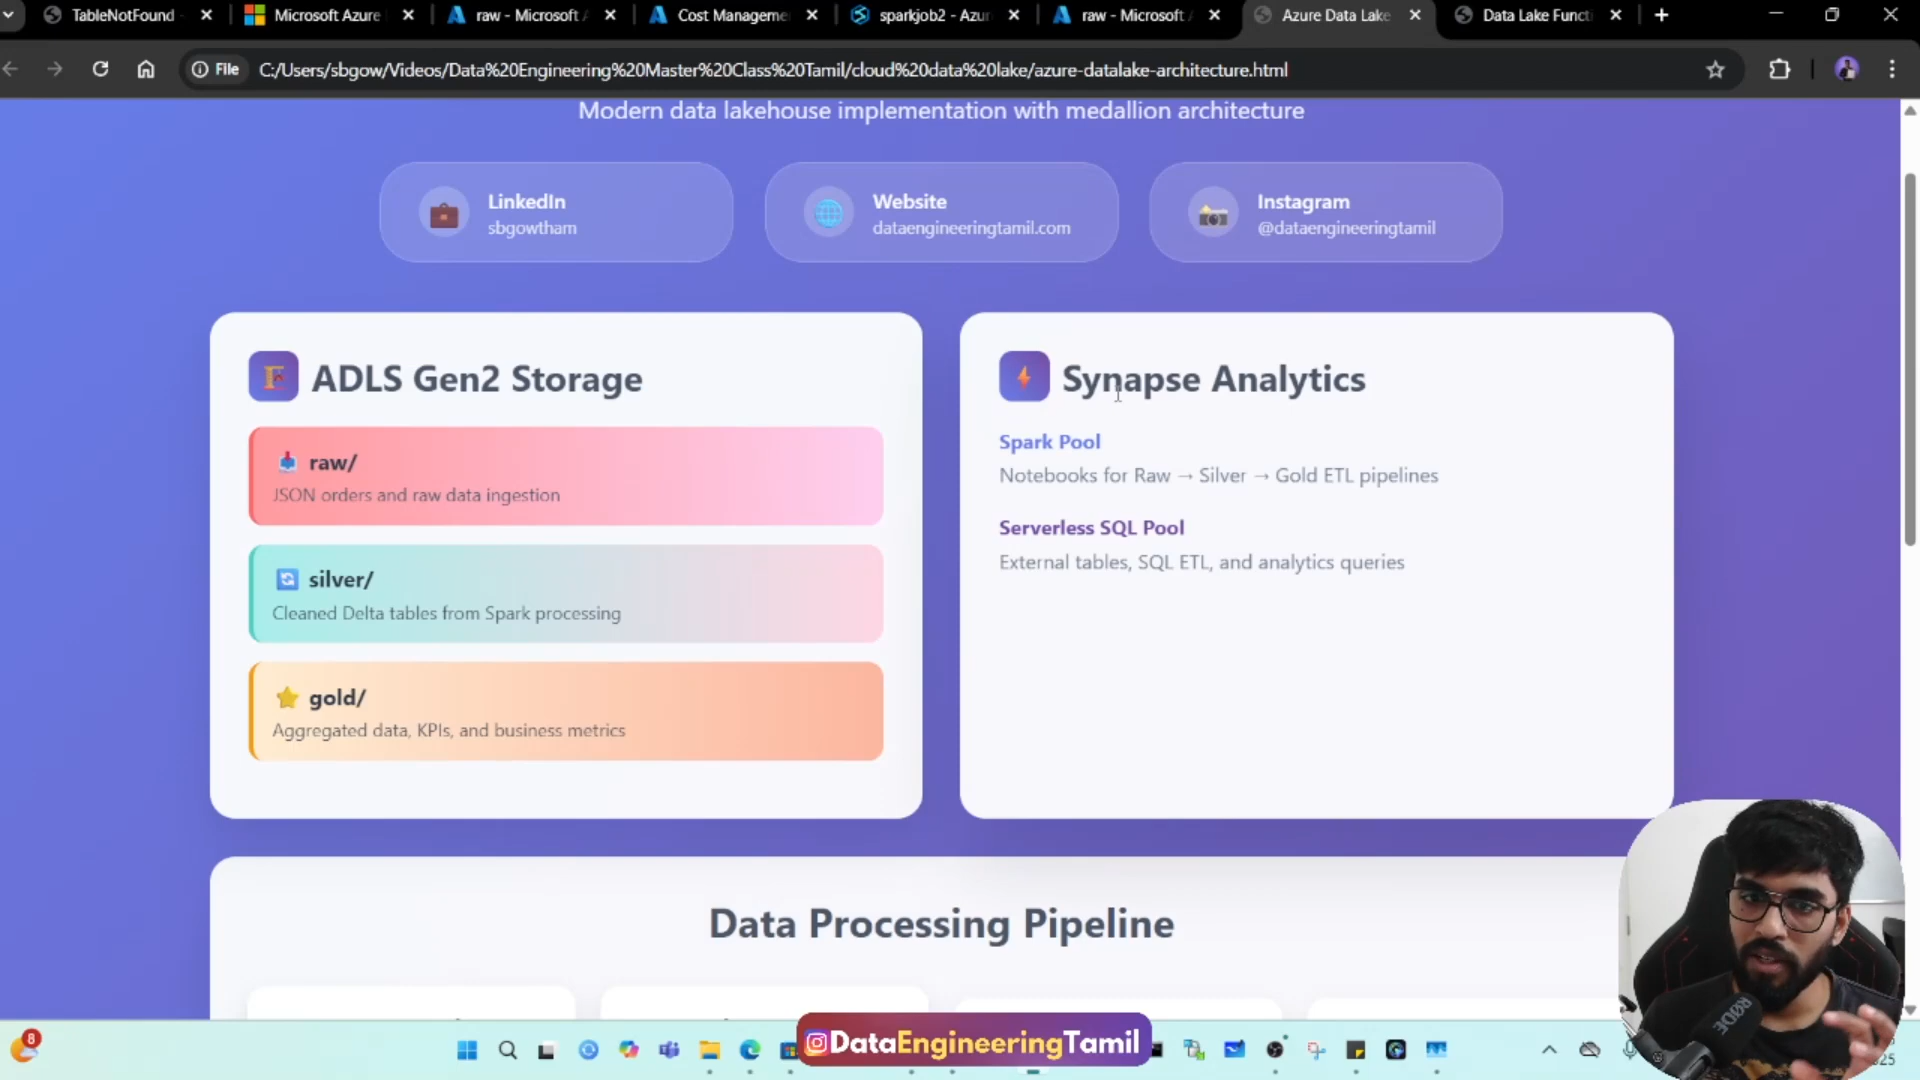 TableNotFound
Microsoft Azure
raw - Microsoft A
Cost Manageme
sparkjob2 - Azu
raw - Microsoft A
Azure Data Lake
Data Lake Funct
File
C:/Users/sbgow/Videos/Data%20Engineering%20Master%20Class%20Tamil/cloud%20data%20lake/azure-datalake-architecture.html
Modern data lakehouse implementation with medallion architecture
LinkedIn
sbgowtham
Website
dataengineeringtamil.com
Instagram
@dataengineeringtamil
ADLS Gen2 Storage
raw/
JSON orders and raw data ingestion
silver/
Cleaned Delta tables from Spark processing
gold/
Aggregated data, KPIs, and business metrics
Synapse Analytics
Spark Pool
Notebooks for Raw → Silver → Gold ETL pipelines
Serverless SQL Pool
External tables, SQL ETL, and analytics queries
Data Processing Pipeline
RØDE
8
DataEngineeringTamil